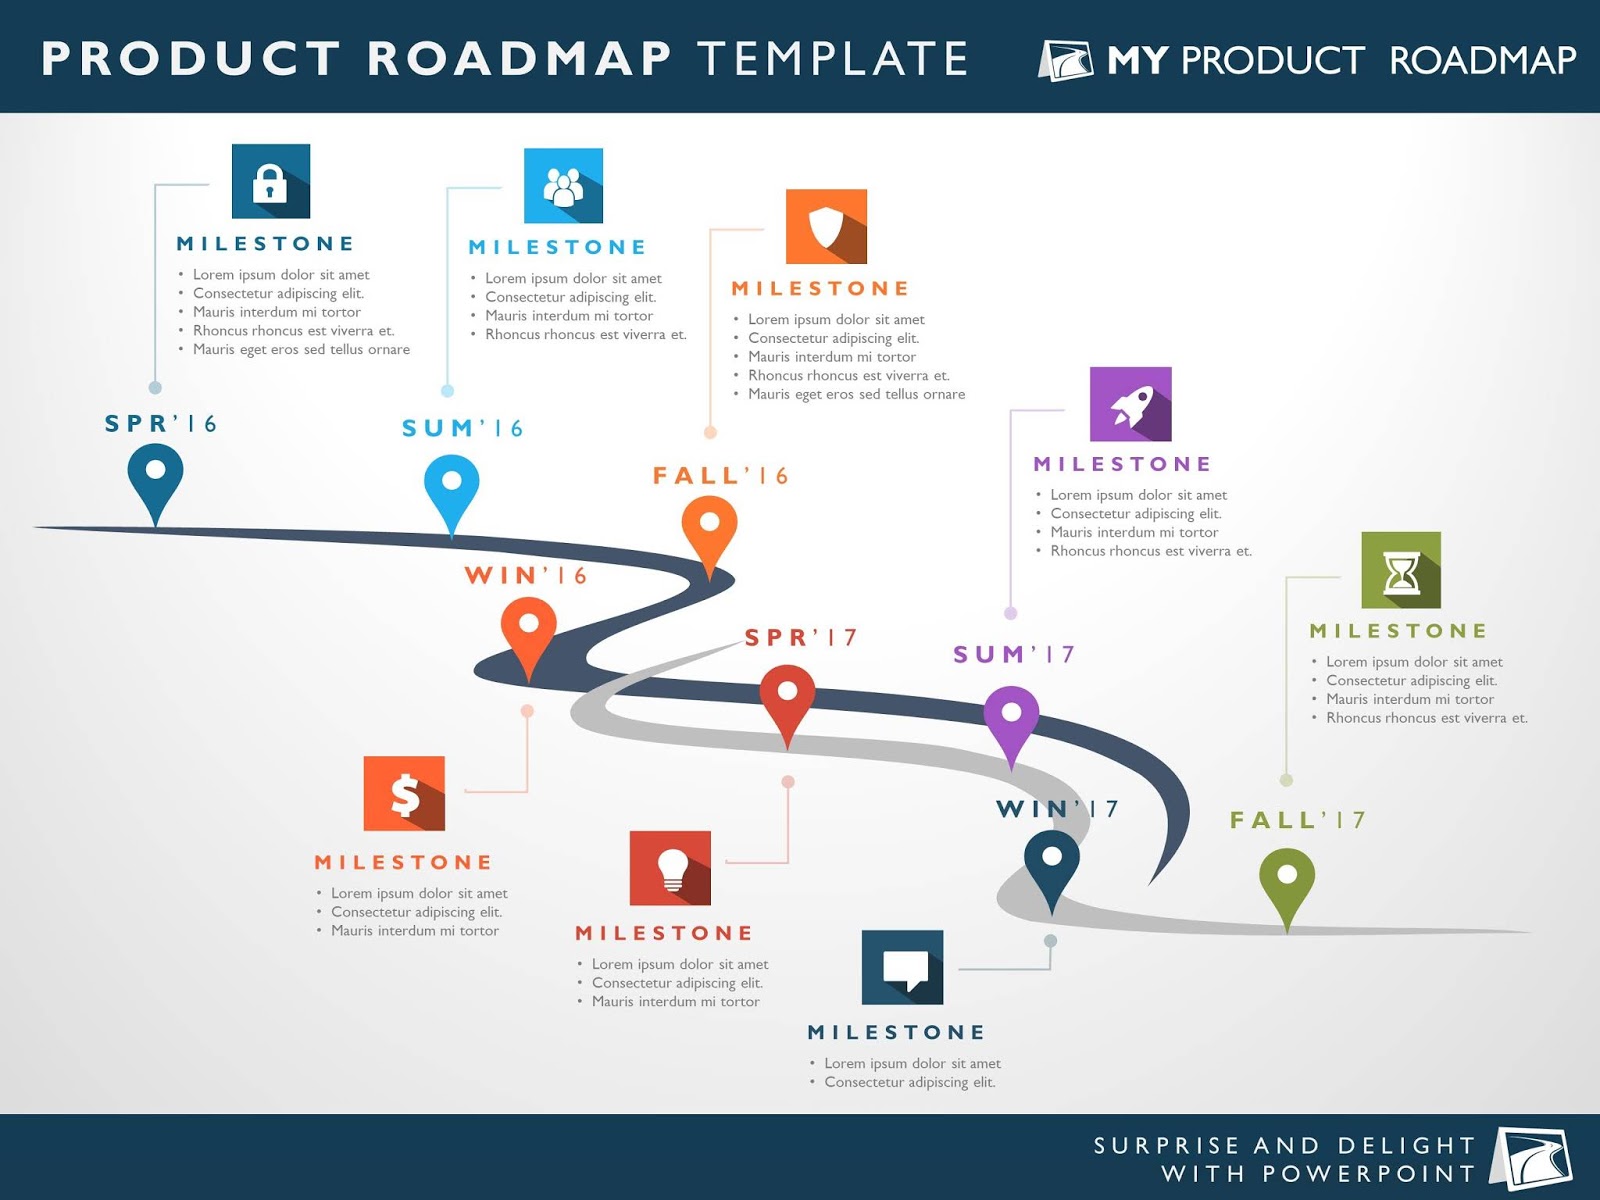 PRODUCT ROADMAP TEMPLATE
MY PRODUCT ROADMAP
MILESTONE
• Lorem ipsum dolor sit amet
• Consectetur adipiscing elit.
• Mauris interdum mi tortor
• Rhoncus rhoncus est viverra et.
• Mauris eget eros sed tellus ornare
SPR'16
MILESTONE
• Lorem ipsum dolor sit amet
• Consectetur adipiscing elit.
• Mauris interdum mi tortor
• Rhoncus rhoncus est viverra et.
SUM'16
MILESTONE
• Lorem ipsum dolor sit amet
• Consectetur adipiscing elit.
• Mauris interdum mi tortor
• Rhoncus rhoncus est viverra et.
• Mauris eget eros sed tellus ornare
FALL'16
WIN'16
$
MILESTONE
• Lorem ipsum dolor sit amet
• Consectetur adipiscing elit.
• Mauris interdum mi tortor
SPR'17
MILESTONE
• Lorem ipsum dolor sit amet
• Consectetur adipiscing elit.
• Mauris interdum mi tortor
MILESTONE
• Lorem ipsum dolor sit amet
• Consectetur adipiscing elit.
• Mauris interdum mi tortor
• Rhoncus rhoncus est viverra et.
SUM'17
WIN'17
MILESTONE
• Lorem ipsum dolor sit amet
• Consectetur adipiscing elit.
MILESTONE
• Lorem ipsum dolor sit amet
• Consectetur adipiscing elit.
• Mauris interdum mi tortor
• Rhoncus rhoncus est viverra et.
FALL'17
SURPRISE AND DELIGHT
WITH POWERPOINT